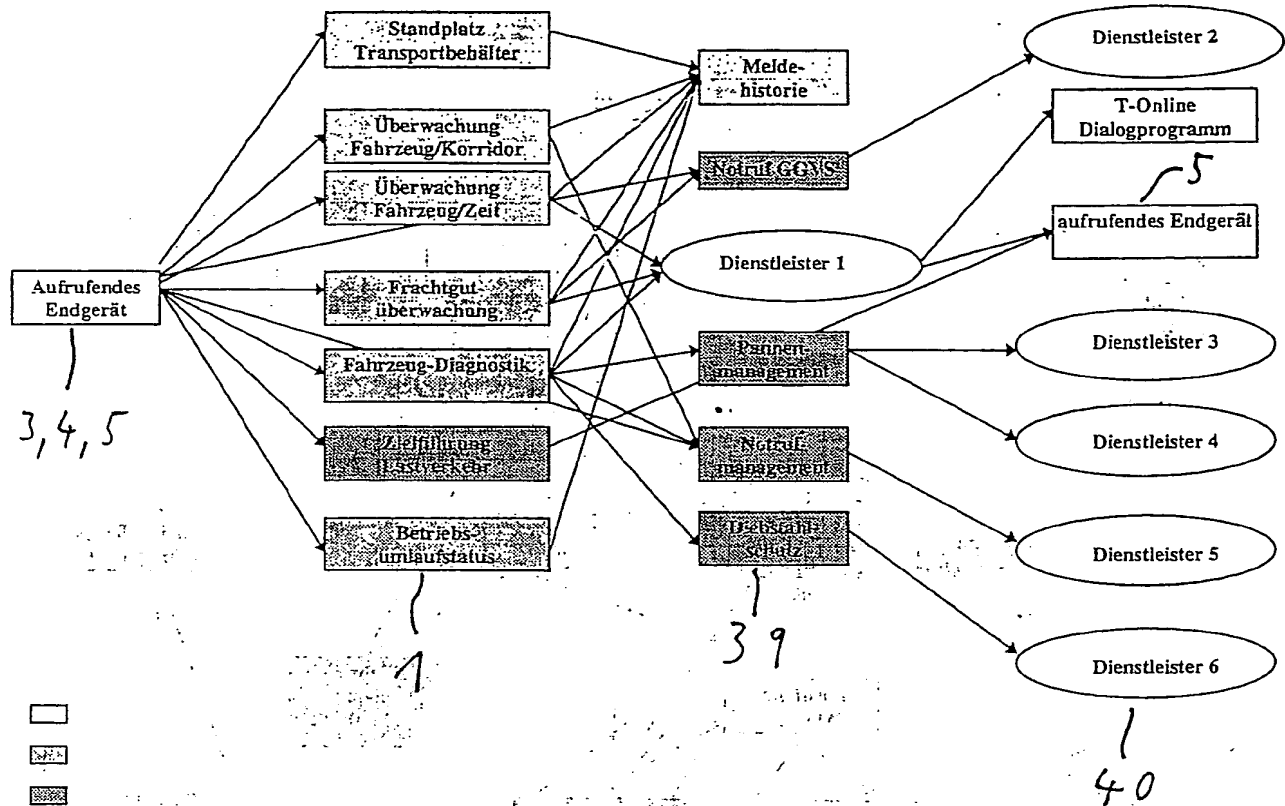 Aufrufendes
Endgerät
3, 4, 5
Standplatz
Transportbehälter
Überwachung
Fahrzeug/Korridor
Überwachung
Fahrzeug/Zeit
Frachtgut-
überwachung
Fahrzeug-Diagnostik
Zielführung
Lastverkehr
Betriebs-
umlaufstatus
1
Melde-
historie
Notruf GGVS
Dienstleister 1
Pannen-
management
Notruf-
management
Diebstahl-
schutz
39
Dienstleister 2
T-Online
Dialogprogramm
5
aufrufendes Endgerät
Dienstleister 3
Dienstleister 4
Dienstleister 5
Dienstleister 6
40